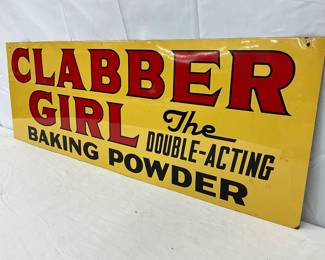 CLABBER
GIRL The
DOUBLE-ACTING
BAKING POWDER